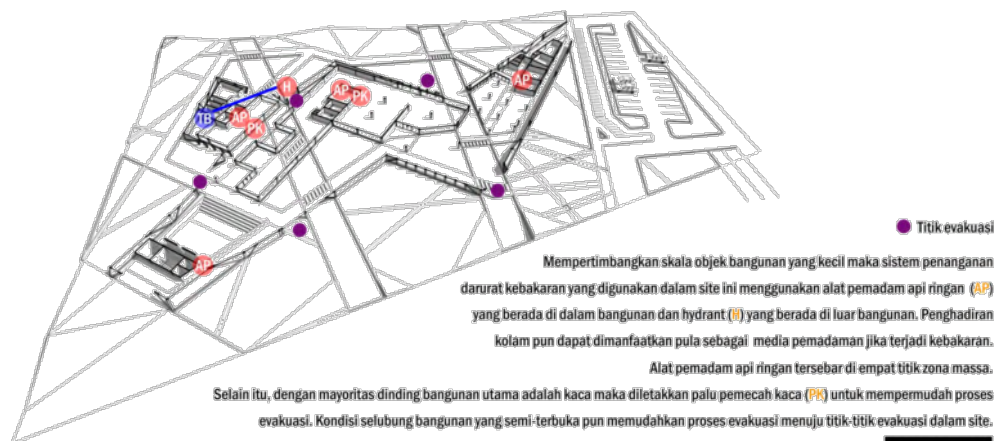 H
AP
PK
AP
TB
AP
PK
AP
Titik evakuasi
Mempertimbangkan skala objek bangunan yang kecil maka sistem penanganan
darurat kebakaran yang digunakan dalam site ini menggunakan alat pemadam api ringan (AP)
yang berada di dalam bangunan dan hydrant (H) yang berada di luar bangunan. Penghadiran
kolam pun dapat dimanfaatkan pula sebagai media pemadaman jika terjadi kebakaran.
Alat pemadam api ringan tersebar di empat titik zona massa.
Selain itu, dengan mayoritas dinding bangunan utama adalah kaca maka diletakkan palu pemecah kaca (PK) untuk mempermudah proses
evakuasi. Kondisi selubung bangunan yang semi-terbuka pun memudahkan proses evakuasi menuju titik-titik evakuasi dalam site.